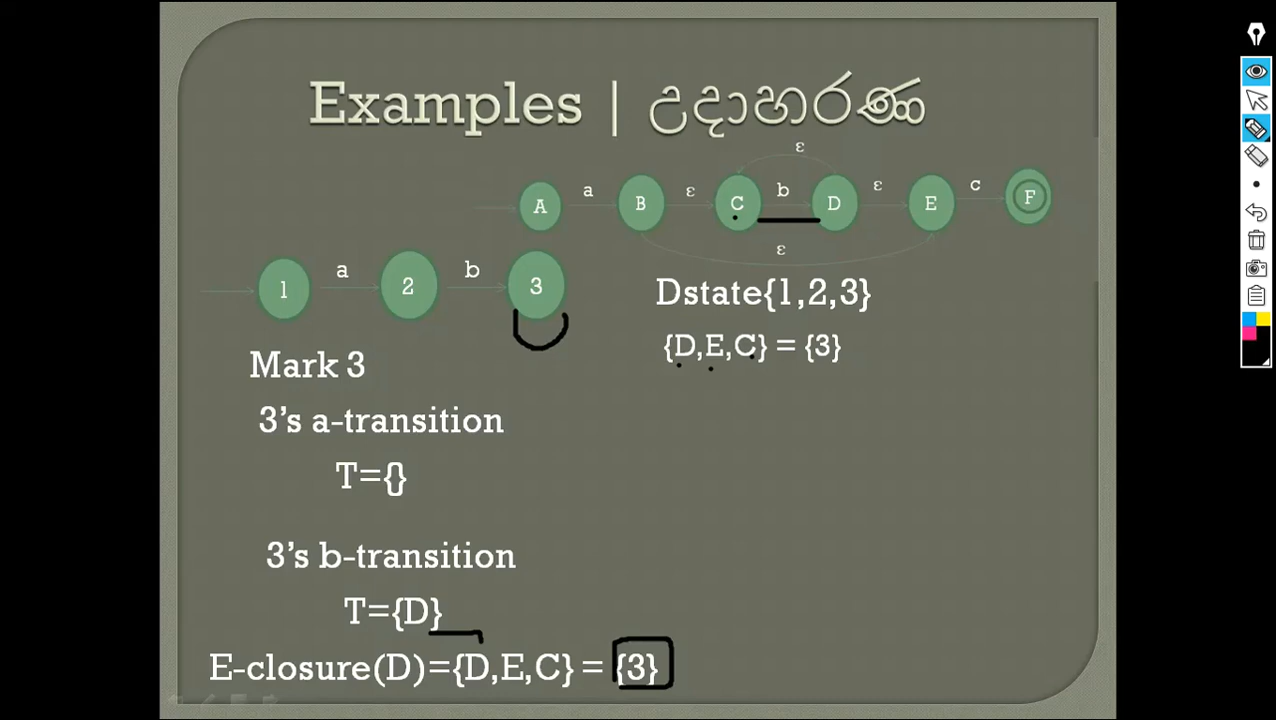 Examples | උදාහරණ
ε
a ε b ε c
A B C D E F
ε
a b
1 2 3
Dstate{1,2,3}
{D,E,C} = {3}
Mark 3
3's a-transition
T={}
3's b-transition
T={D}
E-closure(D)={D,E,C} = {3}